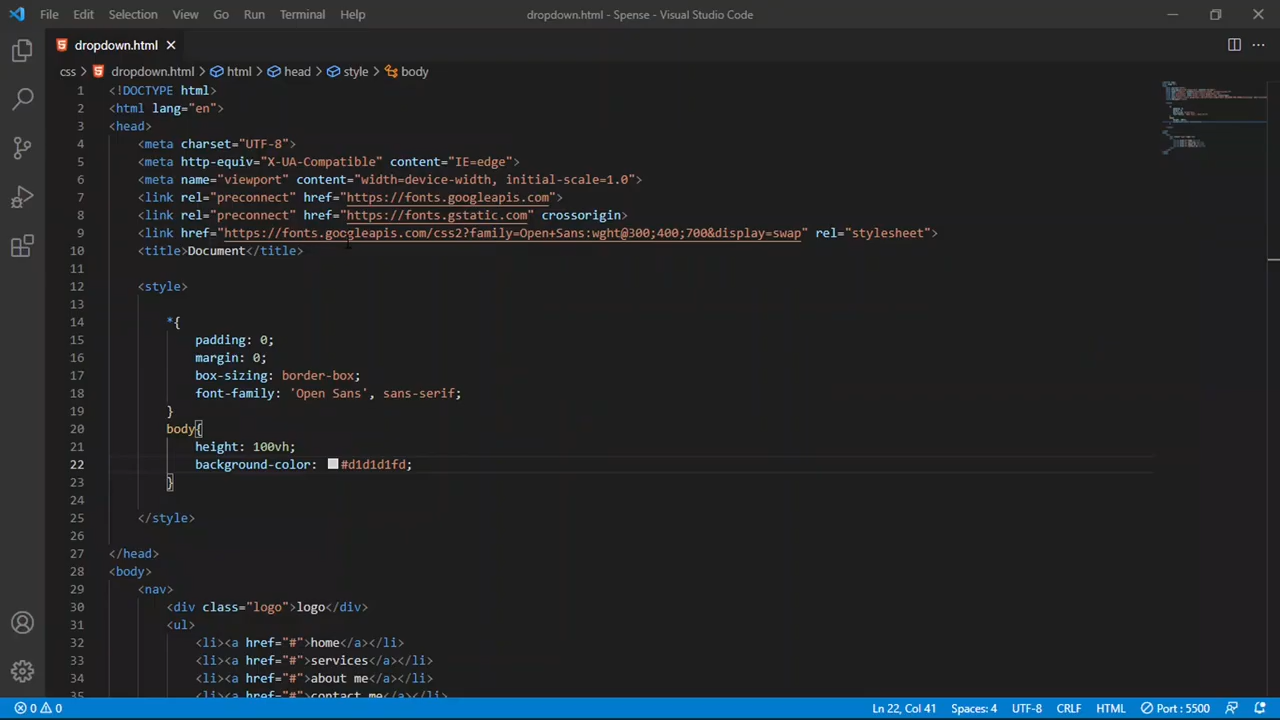 File Edit Selection View Go Run Terminal Help dropdown.html - Spense - Visual Studio Code
dropdown.html
css > dropdown.html > html > head > style > body
1 <!DOCTYPE html>
2 <html lang="en">
3 <head>
4 <meta charset="UTF-8">
5 <meta http-equiv="X-UA-Compatible" content="IE=edge">
6 <meta name="viewport" content="width=device-width, initial-scale=1.0">
7 <link rel="preconnect" href="https://fonts.googleapis.com">
8 <link rel="preconnect" href="https://fonts.gstatic.com" crossorigin>
9 <link href="https://fonts.googleapis.com/css2?family=Open+Sans:wght@300;400;700&display=swap" rel="stylesheet">
10 <title>Document</title>
11
12 <style>
13
14 *{
15 padding: 0;
16 margin: 0;
17 box-sizing: border-box;
18 font-family: 'Open Sans', sans-serif;
19 }
20 body{
21 height: 100vh;
22 background-color: #d1d1d1fd;
23 }
24
25 </style>
26
27 </head>
28 <body>
29 <nav>
30 <div class="logo">logo</div>
31 <ul>
32 <li><a href="#">home</a></li>
33 <li><a href="#">services</a></li>
34 <li><a href="#">about me</a></li>
35 <li><a href="#">contact me</a></li>
0 0 Ln 22, Col 41 Spaces: 4 UTF-8 CRLF HTML Port : 5500